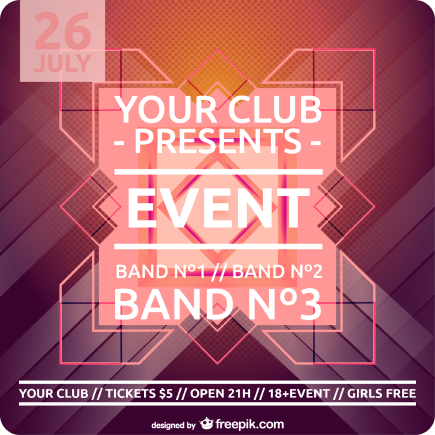 26
JULY
YOUR CLUB
- PRESENTS -
EVENT
BAND Nº1 // BAND Nº2
BAND Nº3
YOUR CLUB // TICKETS $5 // OPEN 21H // 18+EVENT // GIRLS FREE
designed by freepik.com